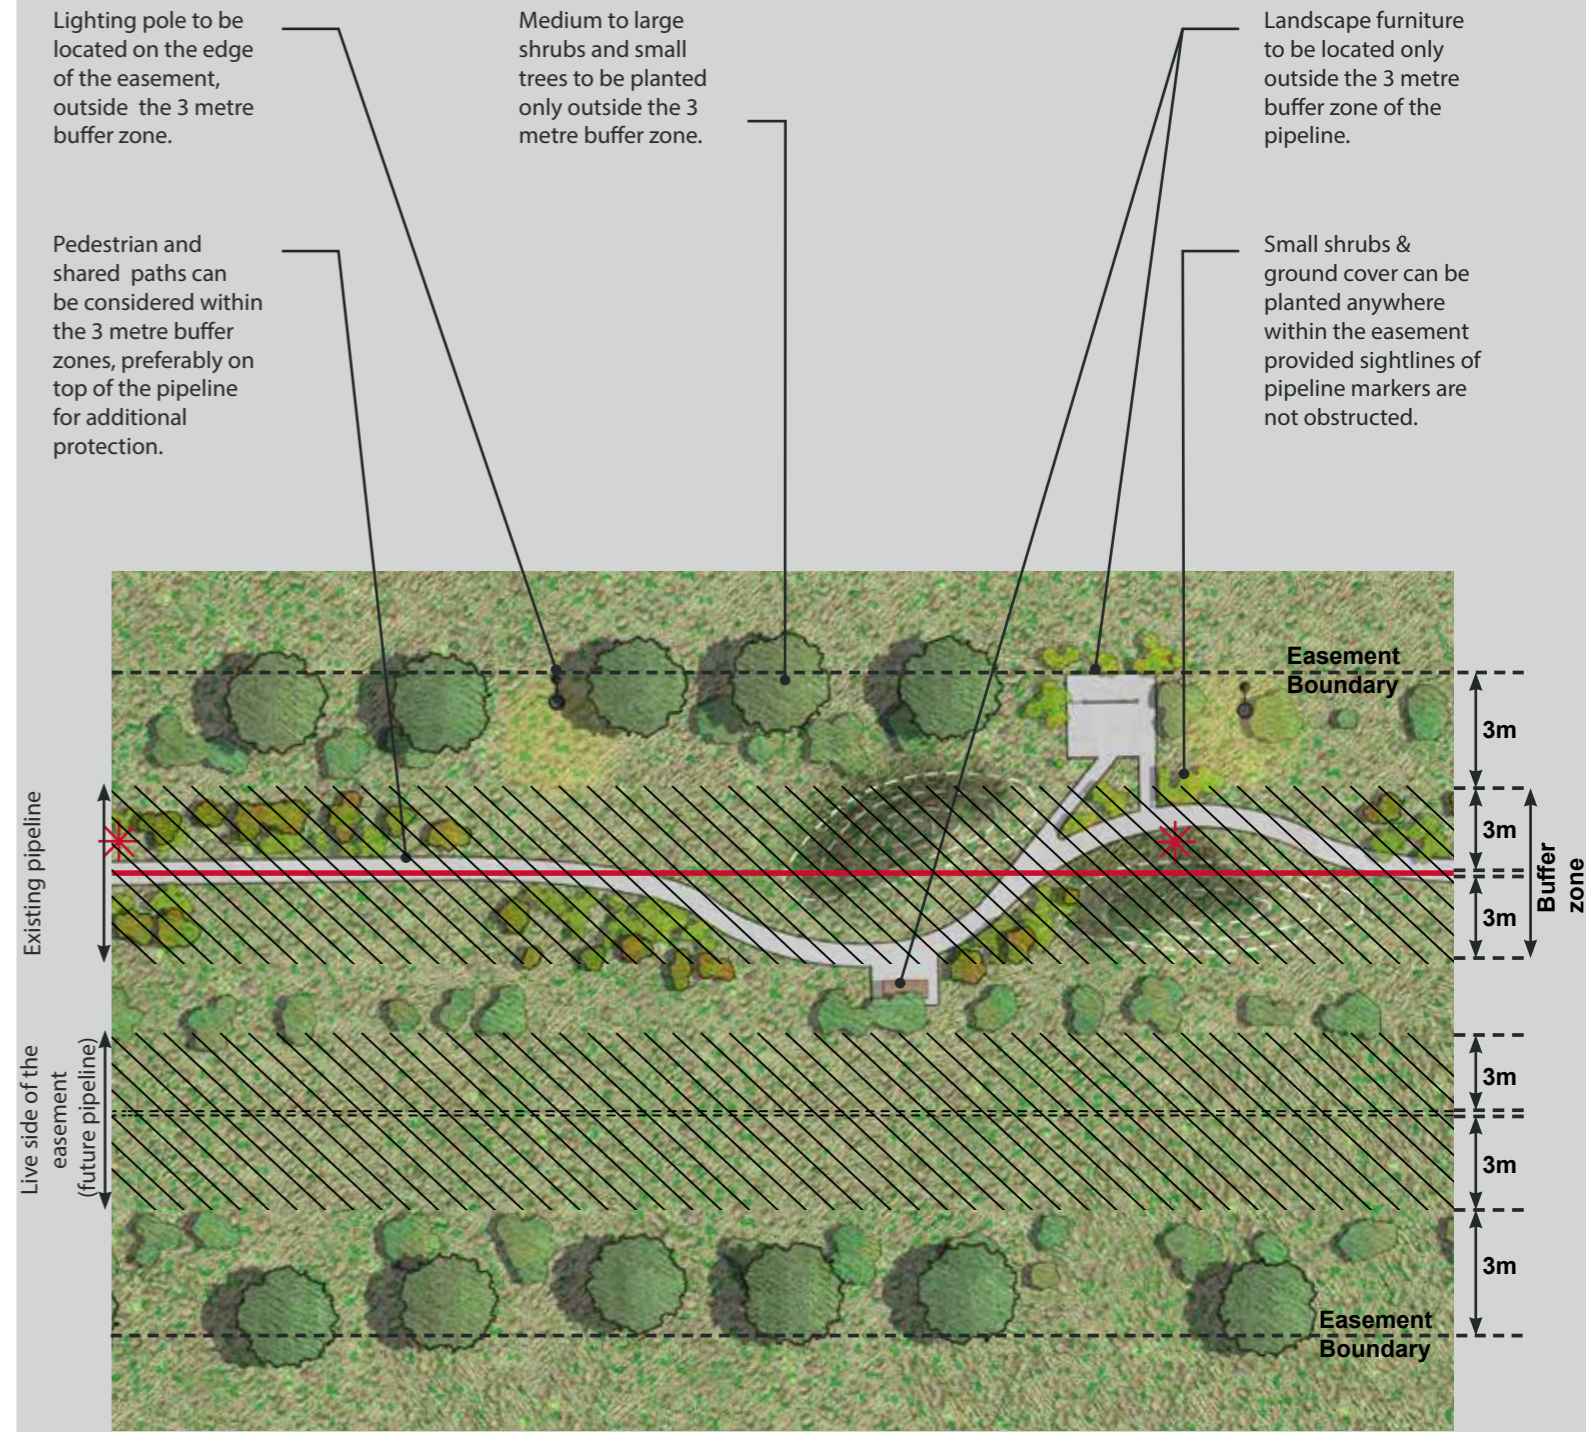 Lighting pole to be
located on the edge
of the easement,
outside the 3 metre
buffer zone.
Medium to large
shrubs and small
trees to be planted
only outside the 3
metre buffer zone.
Landscape furniture
to be located only
outside the 3 metre
buffer zone of the
pipeline.
Pedestrian and
shared paths can
be considered within
the 3 metre buffer
zones, preferably on
top of the pipeline
for additional
protection.
Small shrubs &
ground cover can be
planted anywhere
within the easement
provided sightlines of
pipeline markers are
not obstructed.
Easement
Boundary
3m
Existing pipeline
3m
3m
Buffer
zone
Live side of the
easement
(future pipeline)
3m
3m
3m
Easement
Boundary